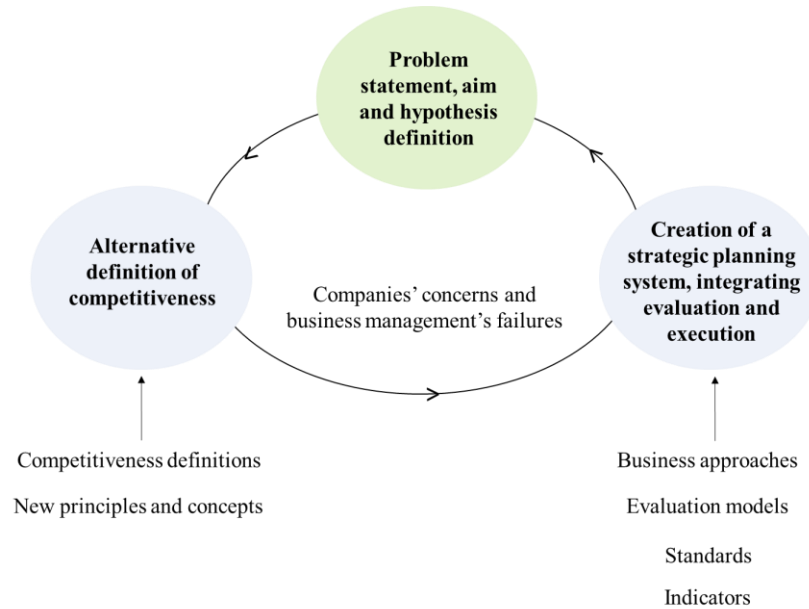 Problem
statement, aim
and hypothesis
definition
Alternative
definition of
competitiveness
Companies’ concerns and
business management’s failures
Creation of a
strategic planning
system, integrating
evaluation and
execution
Competitiveness definitions
New principles and concepts
Business approaches
Evaluation models
Standards
Indicators